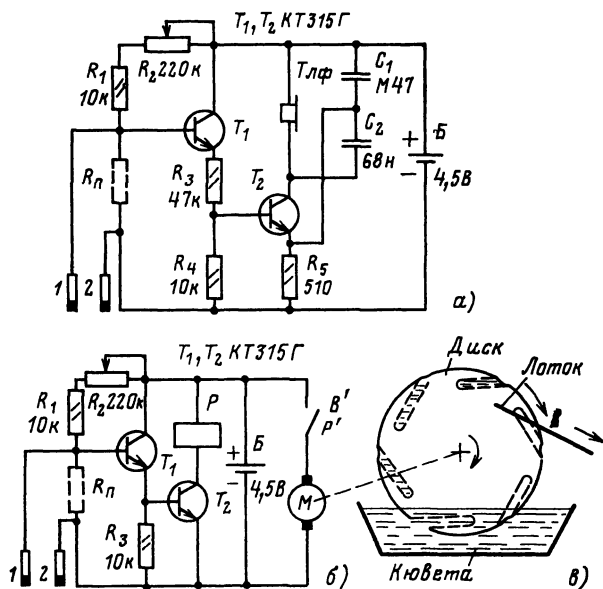 T₁, T₂ КТ315Г
R₂ 220к
R₁
10к
Rп
1 2
T₁
R₃
47к
R₄
10к
Тлф
T₂
R₅
510
C₁
М47
C₂
68н
+ Б
- 4,5В
а)
T₁, T₂ КТ315Г
R₂ 220к
R₁
10к
Rп
1 2
T₁
R₃
10к
P
T₂
+ Б
- 4,5В
В'
Р'
М
б)
Диск
Лоток
Кювета
в)